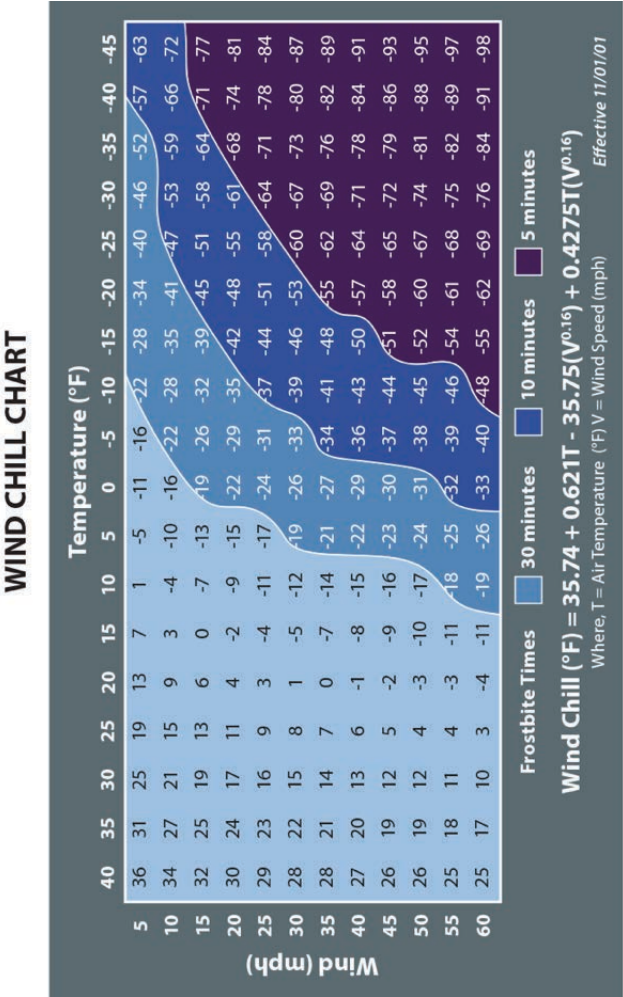 WIND CHILL CHART
Temperature (°F)
40 35 30 25 20 15 10 5 0 -5 -10 -15 -20 -25 -30 -35 -40 -45
Wind (mph)
5 36 31 25 19 13 7 1 -5 -11 -16 -22 -28 -34 -40 -46 -52 -57 -63
10 34 27 21 15 9 3 -4 -10 -16 -22 -28 -35 -41 -47 -53 -59 -66 -72
15 32 25 19 13 6 0 -7 -13 -19 -26 -32 -39 -45 -51 -58 -64 -71 -77
20 30 24 17 11 4 -2 -9 -15 -22 -29 -35 -42 -48 -55 -61 -68 -74 -81
25 29 23 16 9 3 -4 -11 -17 -24 -31 -37 -44 -51 -58 -64 -71 -78 -84
30 28 22 15 8 1 -5 -12 -19 -26 -33 -39 -46 -53 -60 -67 -73 -80 -87
35 28 21 14 7 0 -7 -14 -21 -27 -34 -41 -48 -55 -62 -69 -76 -82 -89
40 27 20 13 6 -1 -8 -15 -22 -29 -36 -43 -50 -57 -64 -71 -78 -84 -91
45 26 19 12 5 -2 -9 -16 -23 -30 -37 -44 -51 -58 -65 -72 -79 -86 -93
50 26 19 12 4 -3 -10 -17 -24 -31 -38 -45 -52 -60 -67 -74 -81 -88 -95
55 25 18 11 4 -3 -11 -18 -25 -32 -39 -46 -54 -61 -68 -75 -82 -89 -97
60 25 17 10 3 -4 -11 -19 -26 -33 -40 -48 -55 -62 -69 -76 -84 -91 -98
Frostbite Times 30 minutes 10 minutes 5 minutes
Wind Chill (°F) = 35.74 + 0.621T - 35.75(V0.16) + 0.4275T(V0.16)
Where, T = Air Temperature (°F) V = Wind Speed (mph)
Effective 11/01/01